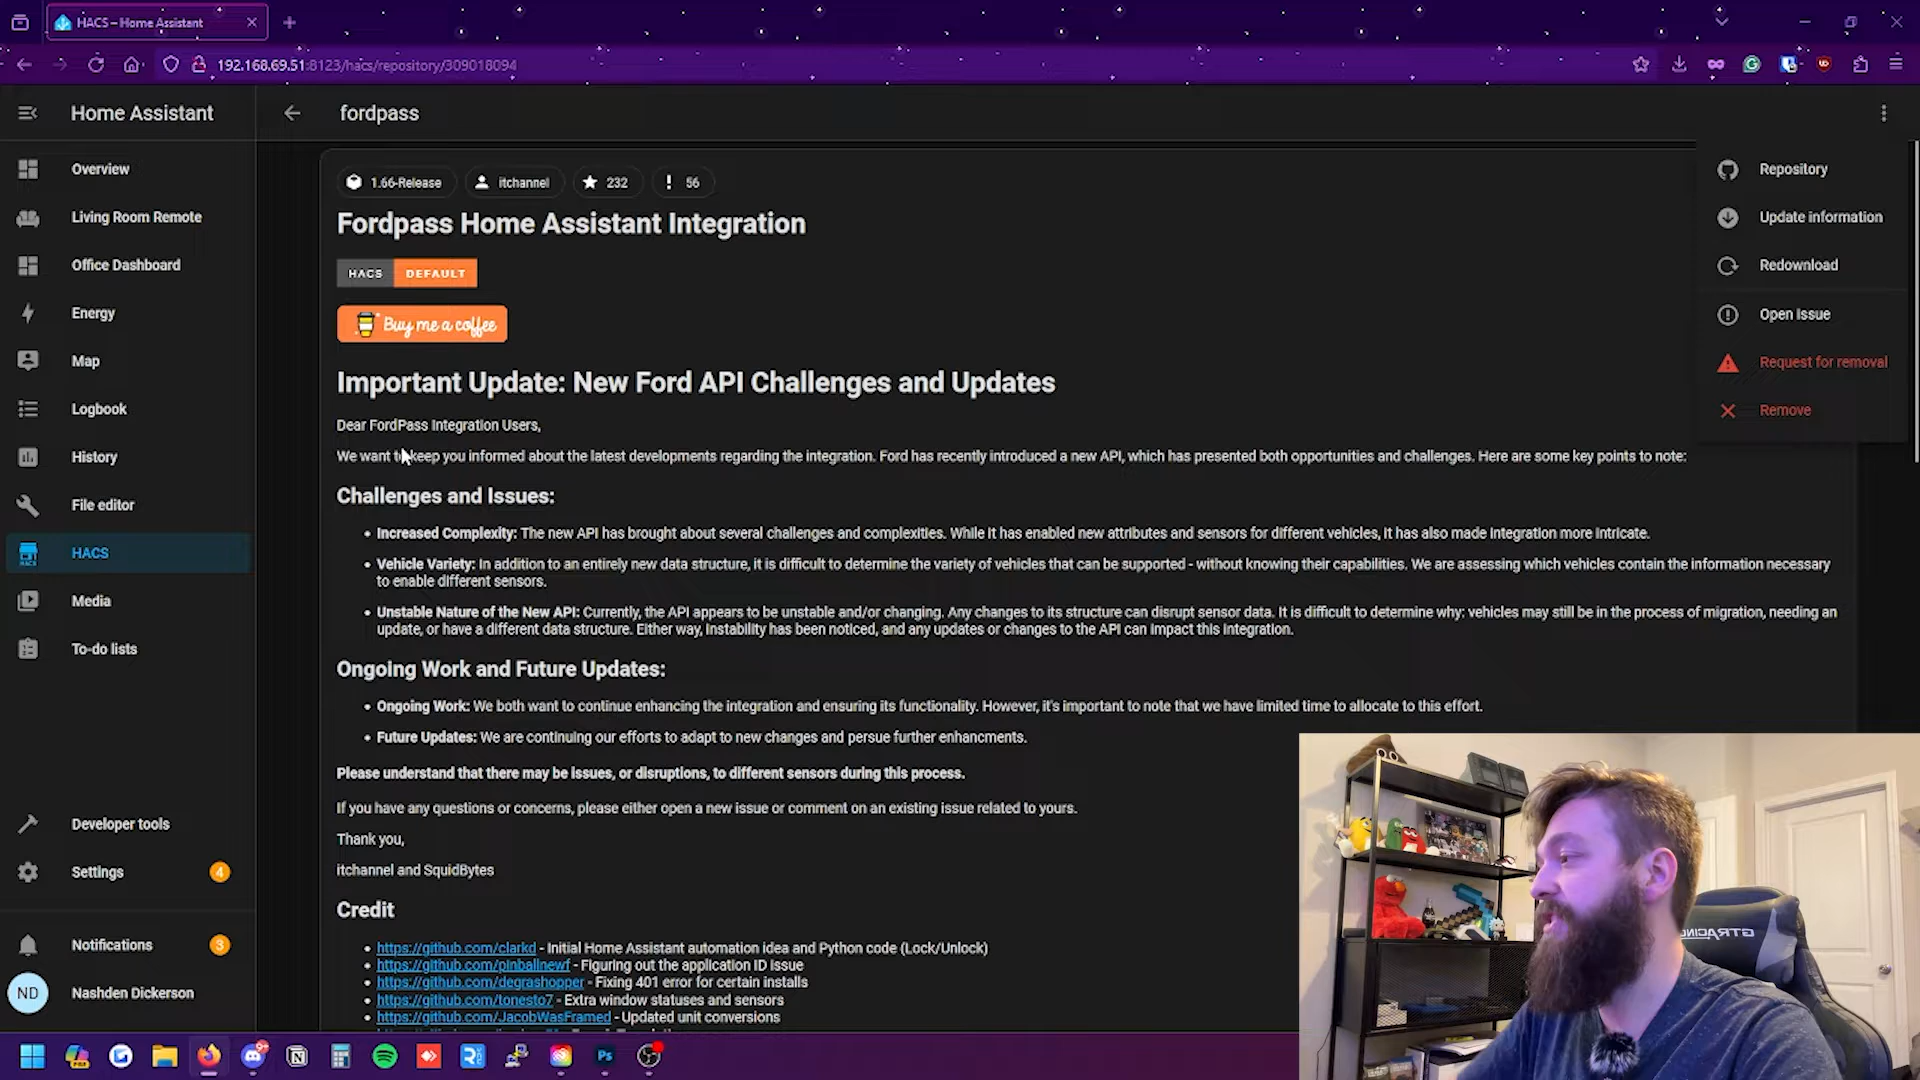 HACS – Home Assistant
192.168.69.51:8123/hacs/repository/309018094
Home Assistant
fordpass
Overview
Living Room Remote
Office Dashboard
Energy
Map
Logbook
History
File editor
HACS
Media
To-do lists
Developer tools
Settings
4
Notifications
3
ND
Nashden Dickerson
1.66-Release
itchannel
232
56
Fordpass Home Assistant Integration
HACS DEFAULT
Buy me a coffee
Important Update: New Ford API Challenges and Updates
Dear FordPass Integration Users,
We want to keep you informed about the latest developments regarding the integration. Ford has recently introduced a new API, which has presented both opportunities and challenges. Here are some key points to note:
Challenges and Issues:
• Increased Complexity: The new API has brought about several challenges and complexities. While it has enabled new attributes and sensors for different vehicles, it has also made integration more intricate.
• Vehicle Variety: In addition to an entirely new data structure, it is difficult to determine the variety of vehicles that can be supported - without knowing their capabilities. We are assessing which vehicles contain the information necessary
to enable different sensors.
• Unstable Nature of the New API: Currently, the API appears to be unstable and/or changing. Any changes to its structure can disrupt sensor data. It is difficult to determine why: vehicles may still be in the process of migration, needing an
update, or have a different data structure. Either way, instability has been noticed, and any updates or changes to the API can impact this integration.
Ongoing Work and Future Updates:
• Ongoing Work: We both want to continue enhancing the integration and ensuring its functionality. However, it's important to note that we have limited time to allocate to this effort.
• Future Updates: We are continuing our efforts to adapt to new changes and persue further enhancments.
Please understand that there may be issues, or disruptions, to different sensors during this process.
If you have any questions or concerns, please either open a new issue or comment on an existing issue related to yours.
Thank you,
itchannel and SquidBytes
Credit
• https://github.com/clarkd - Initial Home Assistant automation idea and Python code (Lock/Unlock)
• https://github.com/pinballnewf - Figuring out the application ID issue
• https://github.com/degrashopper - Fixing 401 error for certain installs
• https://github.com/tonesto7 - Extra window statuses and sensors
• https://github.com/JacobWasFramed - Updated unit conversions
Repository
Update information
Redownload
Open issue
Request for removal
Remove
GTRACING
Ps